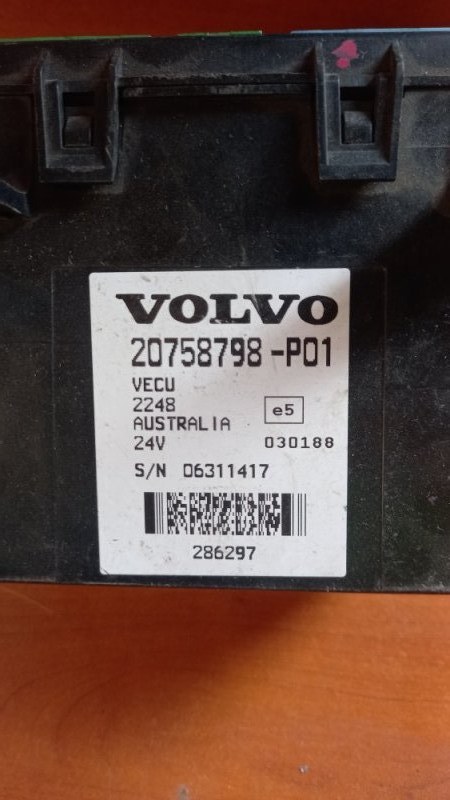 VOLVO
20758798-P01
VECU
2248 e5
AUSTRALIA
24V 030188
S/N 06311417
286297